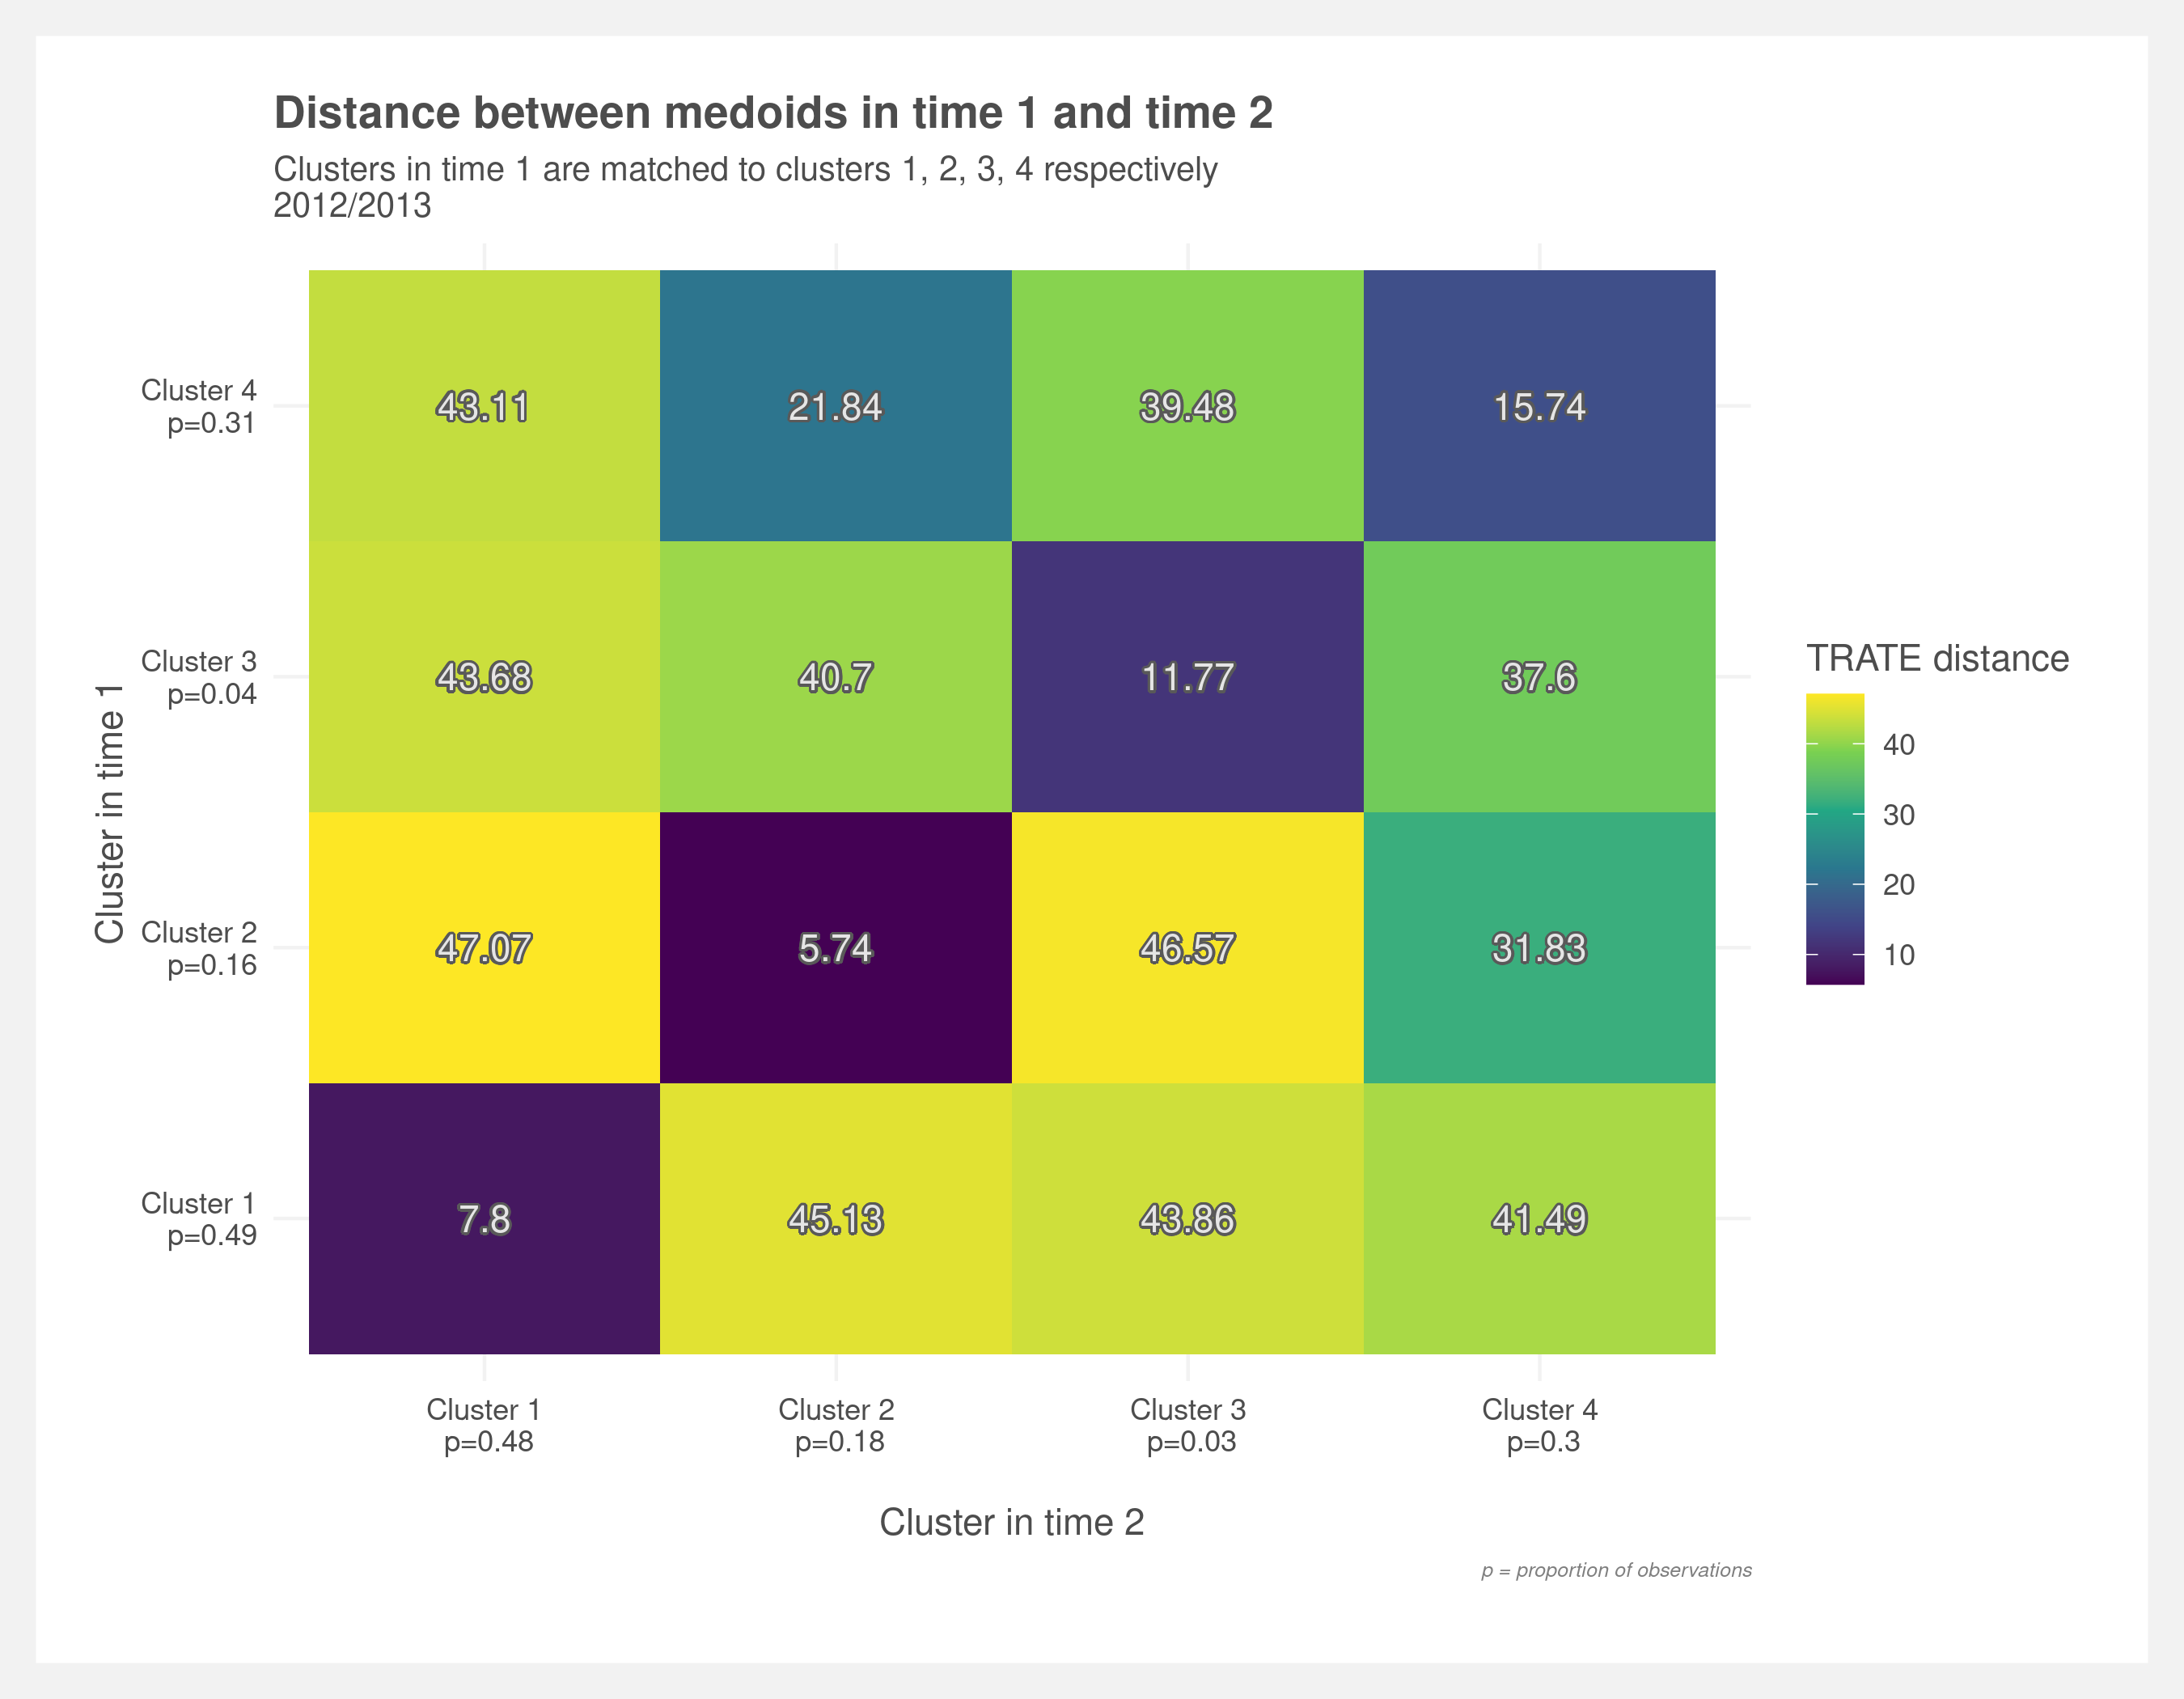 Distance between medoids in time 1 and time 2
Clusters in time 1 are matched to clusters 1, 2, 3, 4 respectively
2012/2013
Cluster in time 1
Cluster 4
p=0.31
43.11
21.84
39.48
15.74
Cluster 3
p=0.04
43.68
40.7
11.77
37.6
Cluster 2
p=0.16
47.07
5.74
46.57
31.83
Cluster 1
p=0.49
7.8
45.13
43.86
41.49
Cluster 1
p=0.48
Cluster 2
p=0.18
Cluster 3
p=0.03
Cluster 4
p=0.3
Cluster in time 2
TRATE distance
40
30
20
10
p = proportion of observations